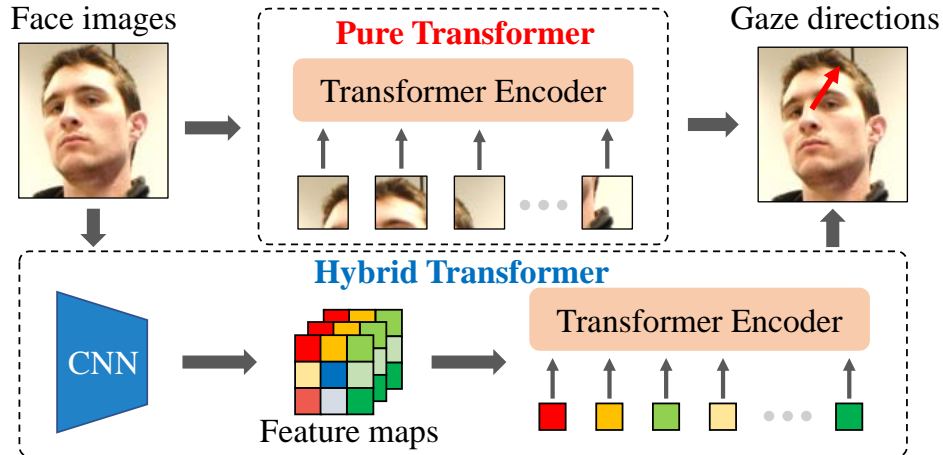 Face images
Pure Transformer
Gaze directions
Transformer Encoder
Hybrid Transformer
Transformer Encoder
CNN
Feature maps